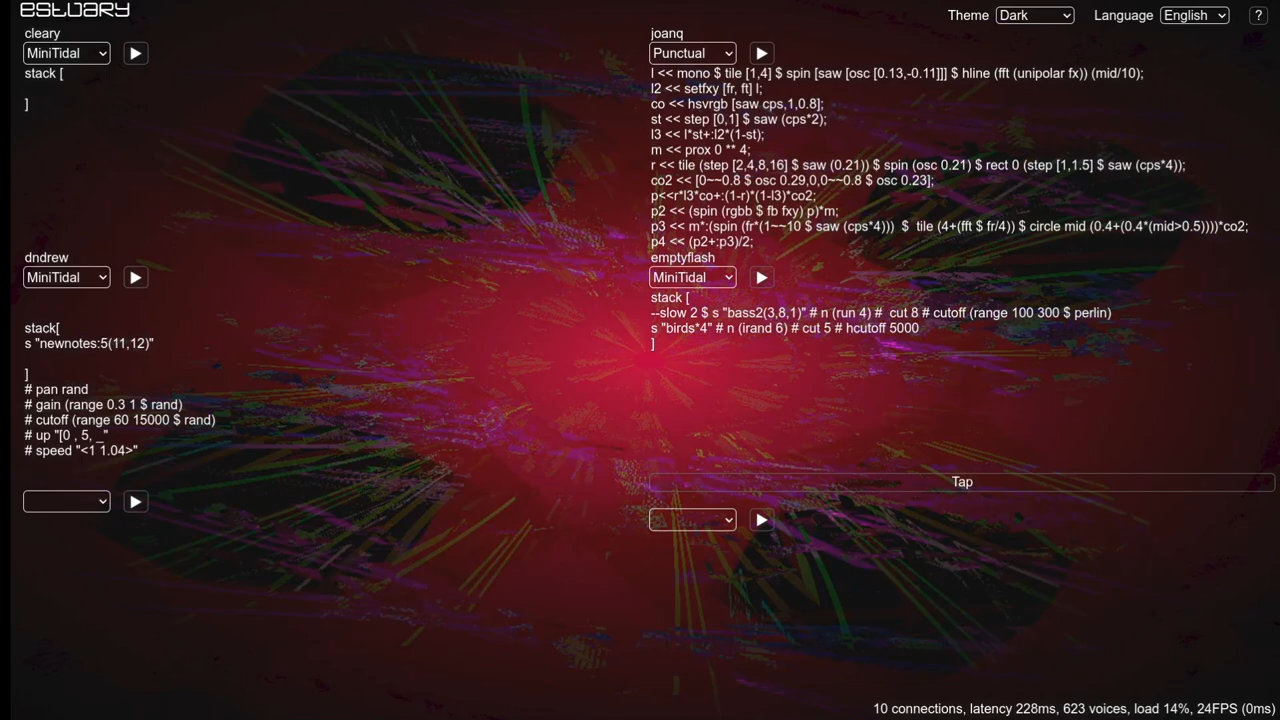 estuary
Theme Dark Language English ?
cleary
MiniTidal
stack [
]
joanq
Punctual
l << mono $ tile [1,4] $ spin [saw [osc [0.13,-0.11]]] $ hline (fft (unipolar fx)) (mid/10);
l2 << setfxy [fr, ft] l;
co << hsvrgb [saw cps,1,0.8];
st << step [0,1] $ saw (cps*2);
l3 << l*st+:l2*(1-st);
m << prox 0 ** 4;
r << tile (step [2,4,8,16] $ saw (0.21)) $ spin (osc 0.21) $ rect 0 (step [1,1.5] $ saw (cps*4));
co2 << [0~~0.8 $ osc 0.29,0,0~~0.8 $ osc 0.23];
p<<r*l3*co+:(1-r)*(1-l3)*co2;
p2 << (spin (rgbb $ fb fxy) p)*m;
p3 << m*:(spin (fr*(1~~10 $ saw (cps*4)))  $  tile (4+(fft $ fr/4)) $ circle mid (0.4+(0.4*(mid>0.5))))*co2;
p4 << (p2+:p3)/2;
dndrew
MiniTidal
stack[
s "newnotes:5(11,12)"
]
# pan rand
# gain (range 0.3 1 $ rand)
# cutoff (range 60 15000 $ rand)
# up "[0 , 5, _"
# speed "<1 1.04>"
emptyflash
MiniTidal
stack [
--slow 2 $ s "bass2(3,8,1)" # n (run 4) #  cut 8 # cutoff (range 100 300 $ perlin)
s "birds*4" # n (irand 6) # cut 5 # hcutoff 5000
]
Tap
10 connections, latency 228ms, 623 voices, load 14%, 24FPS (0ms)